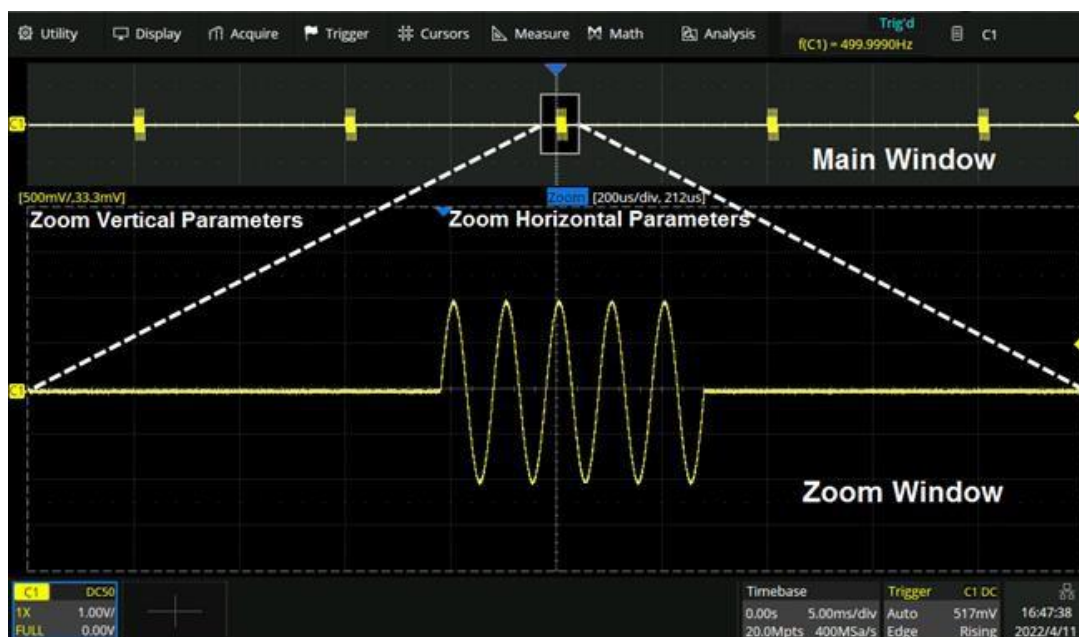 Utility Display Acquire Trigger Cursors Measure Math Analysis
Trig'd
f(C1) = 499.9990Hz
C1
C1
Main Window
[500mV/,33.3mV]
Zoom [200us/div, 212us]
Zoom Vertical Parameters
Zoom Horizontal Parameters
C1
Zoom Window
C1 DC50
1X 1.00V/
FULL 0.00V
Timebase
0.00s 5.00ms/div
20.0Mpts 400MSa/s
Trigger C1 DC
Auto 517mV
Edge Rising
16:47:38
2022/4/11